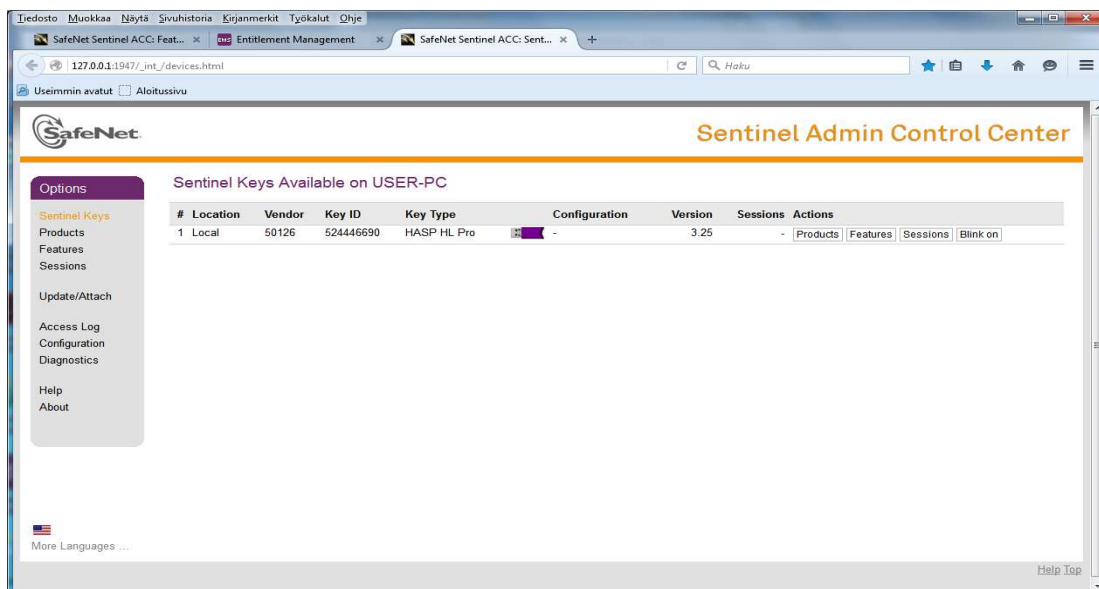 Tiedosto Muokkaa Näytä Sivuhistoria Kirjanmerkit Työkalut Ohje
SafeNet Sentinel ACC: Feat... × EMS Entitlement Management × SafeNet Sentinel ACC: Sent... × +
127.0.0.1:1947/_int_/devices.html Haku
Useimmin avatut Aloitussivu
SafeNet.
Sentinel Admin Control Center
Options
Sentinel Keys
Products
Features
Sessions
Update/Attach
Access Log
Configuration
Diagnostics
Help
About
Sentinel Keys Available on USER-PC
# Location Vendor Key ID Key Type Configuration Version Sessions Actions
1 Local 50126 524446690 HASP HL Pro - 3.25 - Products Features Sessions Blink on
More Languages ...
Help Top